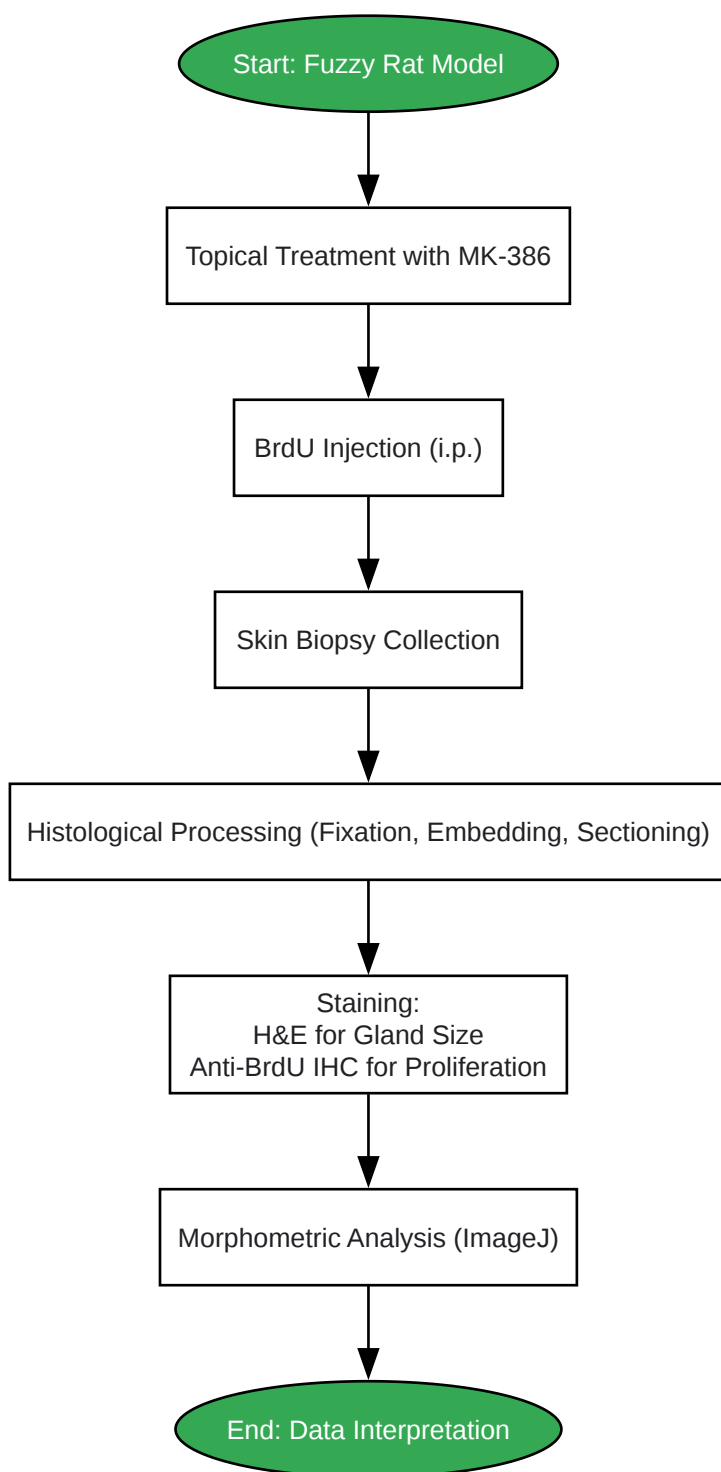 Start: Fuzzy Rat Model
Topical Treatment with MK-386
BrdU Injection (i.p.)
Skin Biopsy Collection
Histological Processing (Fixation, Embedding, Sectioning)
Staining:
H&E for Gland Size
Anti-BrdU IHC for Proliferation
Morphometric Analysis (ImageJ)
End: Data Interpretation